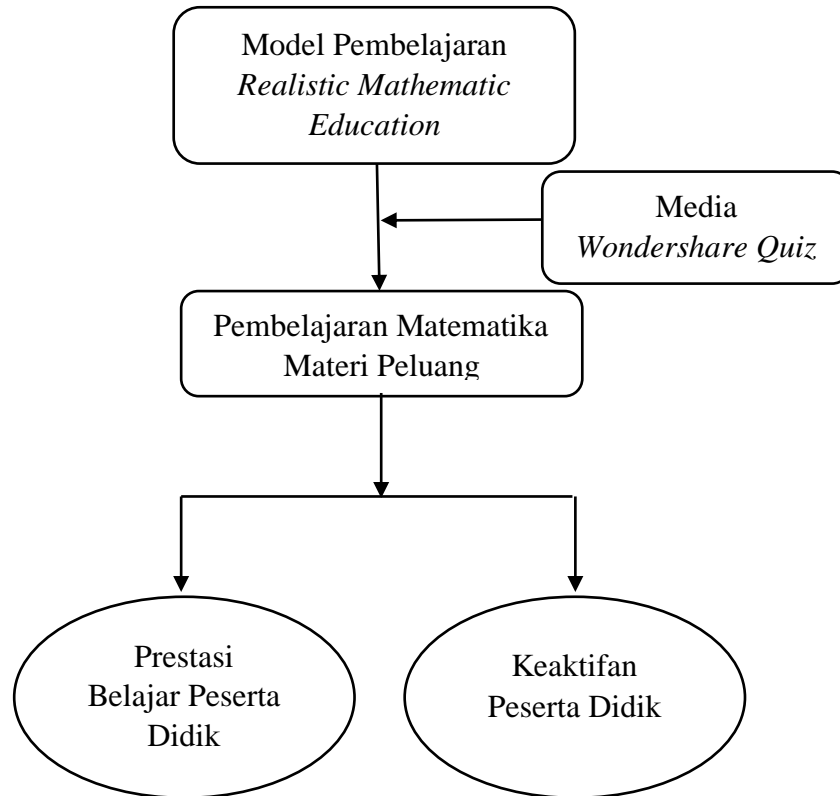 Model Pembelajaran
Realistic Mathematic
Education
Media
Wondershare Quiz
Pembelajaran Matematika
Materi Peluang
Prestasi
Belajar Peserta
Didik
Keaktifan
Peserta Didik